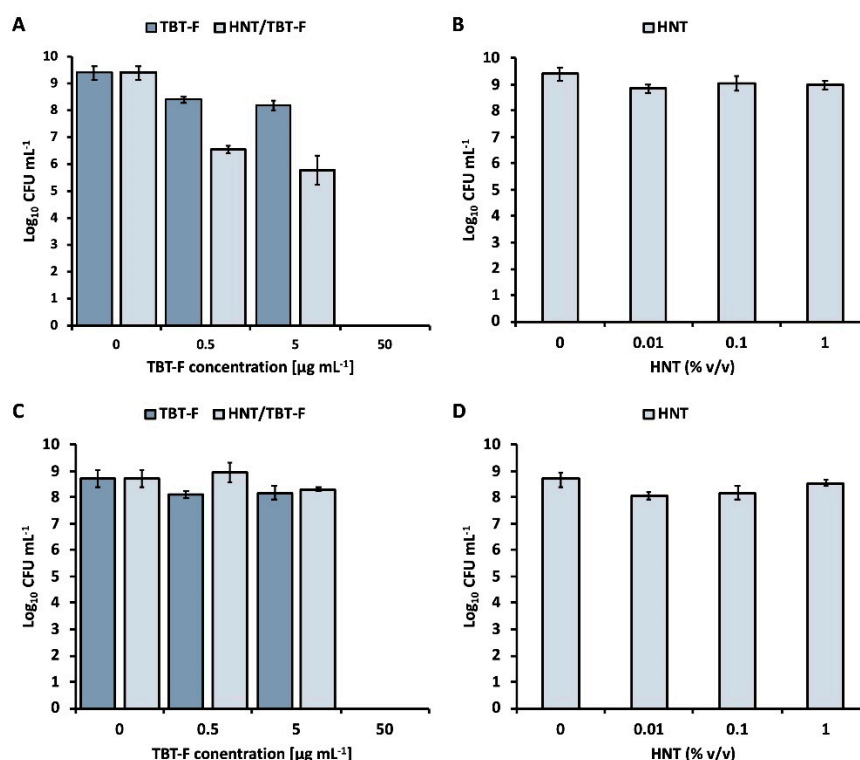 A
TBT-F HNT/TBT-F
10
9
8
7
6
5
4
3
2
1
0
Log10 CFU mL-1
0 0.5 5 50
TBT-F concentration [µg mL-1]
B
HNT
10
9
8
7
6
5
4
3
2
1
0
Log10 CFU mL-1
0 0.01 0.1 1
HNT (% v/v)
C
TBT-F HNT/TBT-F
10
9
8
7
6
5
4
3
2
1
0
Log10 CFU mL-1
0 0.5 5 50
TBT-F conentration [µg mL-1]
D
HNT
10
9
8
7
6
5
4
3
2
1
0
Log10 CFU mL-1
0 0.01 0.1 1
HNT (% v/v)